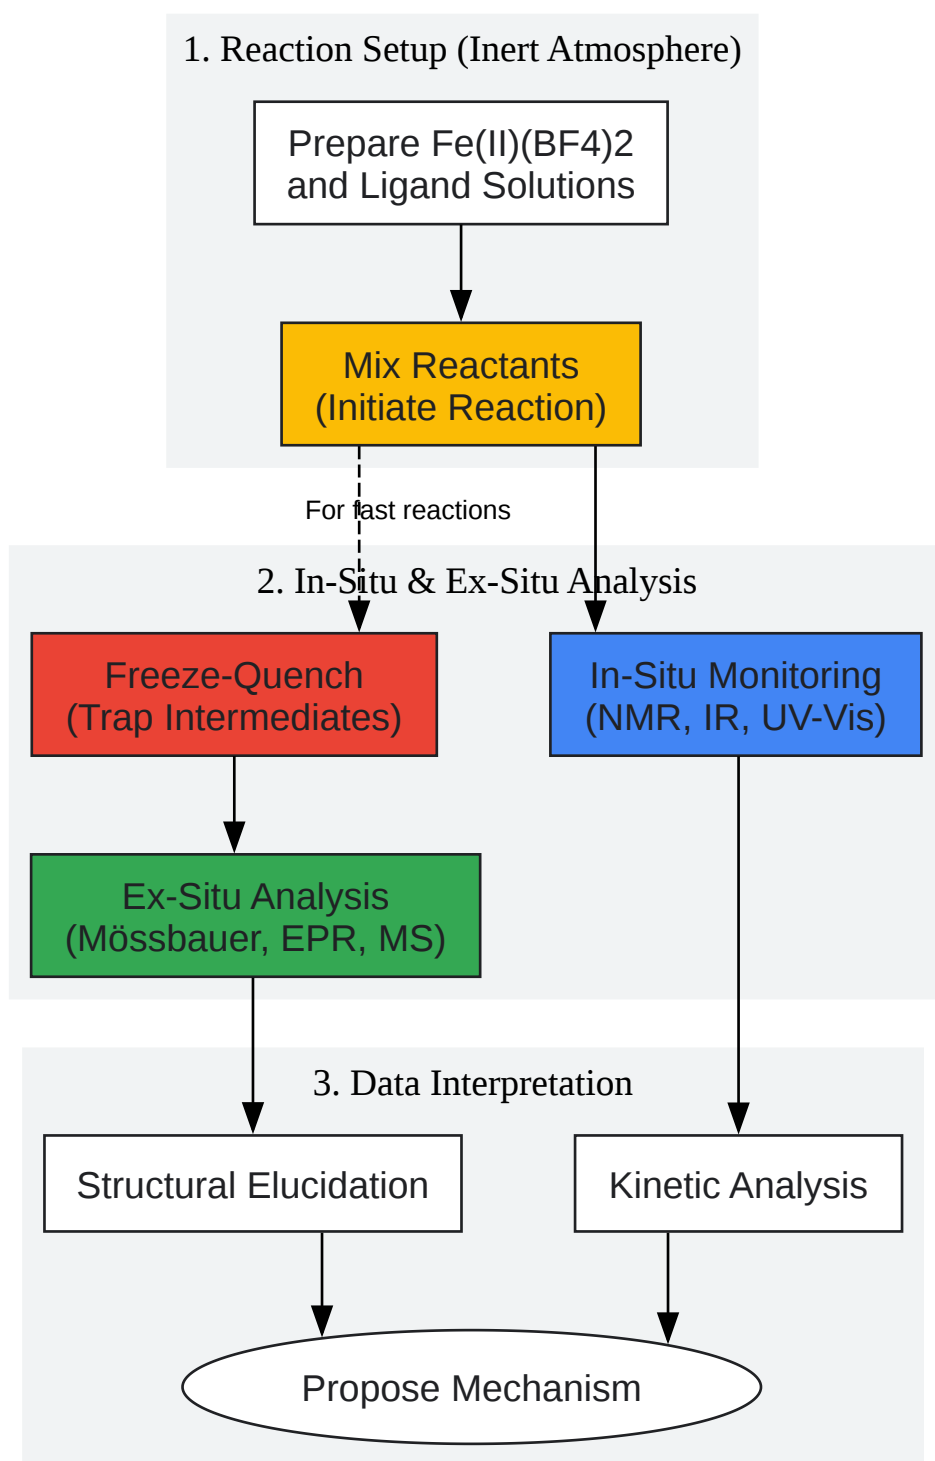 1. Reaction Setup (Inert Atmosphere)
Prepare Fe(II)(BF4)2
and Ligand Solutions
Mix Reactants
(Initiate Reaction)
For fast reactions
2. In-Situ & Ex-Situ Analysis
Freeze-Quench
(Trap Intermediates)
In-Situ Monitoring
(NMR, IR, UV-Vis)
Ex-Situ Analysis
(Mössbauer, EPR, MS)
3. Data Interpretation
Structural Elucidation
Kinetic Analysis
Propose Mechanism